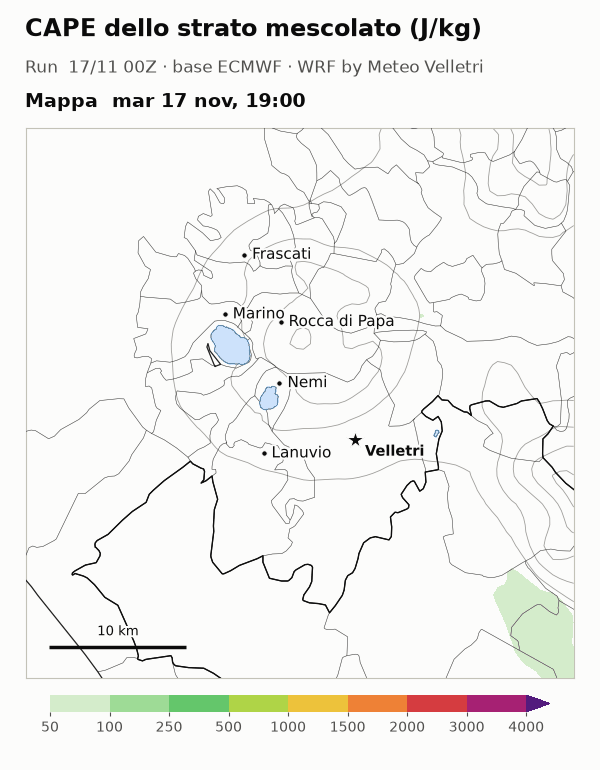 CAPE dello strato mescolato (J/kg)
Run  17/11 00Z · base ECMWF · WRF by Meteo Velletri
Mappa  mar 17 nov, 19:00
Frascati
Marino
Rocca di Papa
Nemi
Velletri
Lanuvio
10 km
50 100 250 500 1000 1500 2000 3000 4000